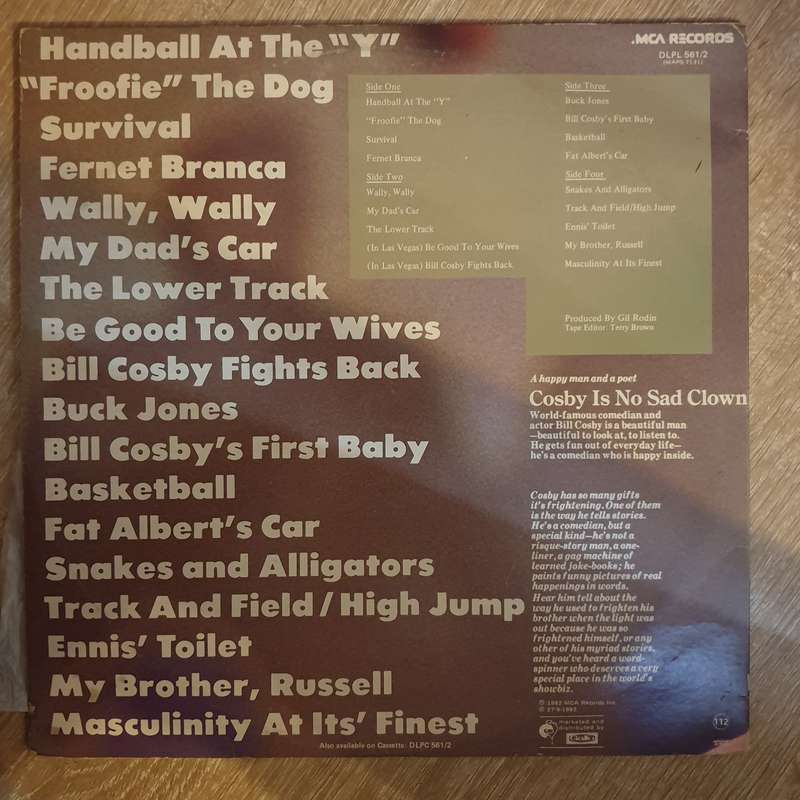 Handball At The "Y"
"Froofie" The Dog
Survival
Fernet Branca
Wally, Wally
My Dad's Car
The Lower Track
Be Good To Your Wives
Bill Cosby Fights Back
Buck Jones
Bill Cosby's First Baby
Basketball
Fat Albert's Car
Snakes and Alligators
Track And Field / High Jump
Ennis' Toilet
My Brother, Russell
Masculinity At Its' Finest
Also available on Cassette: DLPC 561/2
MCA RECORDS
DLPL 561/2
(MAPS 7131)
Side One
Handball At The "Y"
"Froofie" The Dog
Survival
Fernet Branca
Side Two
Wally, Wally
My Dad's Car
The Lower Track
(In Las Vegas) Be Good To Your Wives
(In Las Vegas) Bill Cosby Fights Back.
Side Three
Buck Jones
Bill Cosby's First Baby
Basketball
Fat Albert's Car
Side Four
Snakes And Alligators
Track And Field/High Jump
Ennis' Toilet
My Brother, Russell
Masculinity At Its Finest
Produced By Gil Rodin
Tape Editor: Terry Brown
A happy man and a poet
Cosby Is No Sad Clown
World-famous comedian and
actor Bill Cosby is a beautiful man
—beautiful to look at, to listen to.
He gets fun out of everyday life—
he's a comedian who is happy inside.
Cosby has so many gifts
it's frightening. One of them
is the way he tells stories.
He's a comedian, but a
special kind—he's not a
risque-story man, a one-
liner, a gag machine of
learned joke-books; he
paints funny pictures of real
happenings in words.
Hear him tell about the
way he used to frighten his
brother when the light was
out because he was so
frightened himself, or any
other of his myriad stories,
and you've heard a word-
spinner who deserves a very
special place in the world's
showbiz.
℗ 1982 MCA Records Inc.
© 27-9-1982
marketed and
distributed by
Gallo
112